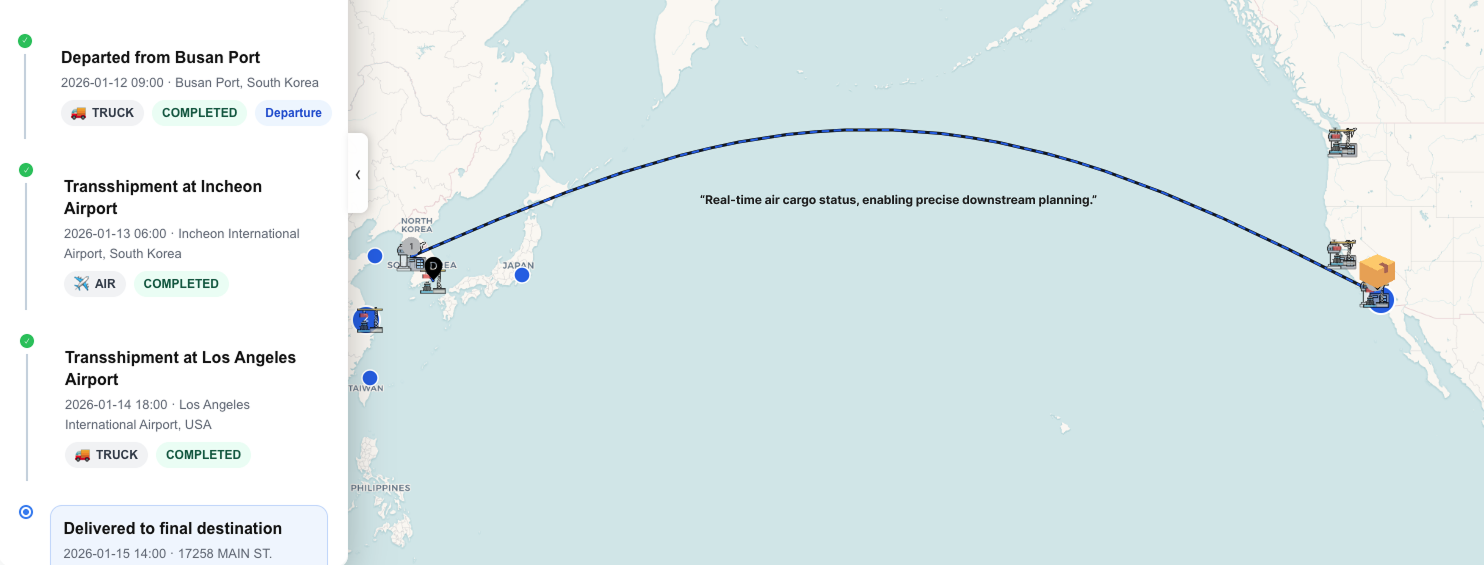 Departed from Busan Port
2026-01-12 09:00 · Busan Port, South Korea
TRUCK
COMPLETED
Departure
Transshipment at Incheon
Airport
2026-01-13 06:00 · Incheon International
Airport, South Korea
AIR
COMPLETED
Transshipment at Los Angeles
Airport
2026-01-14 18:00 · Los Angeles
International Airport, USA
TRUCK
COMPLETED
Delivered to final destination
2026-01-15 14:00 · 17258 MAIN ST.
“Real-time air cargo status, enabling precise downstream planning.”
NORTH
KOREA
1
D
JAPAN
TAIWAN
PHILIPPINES